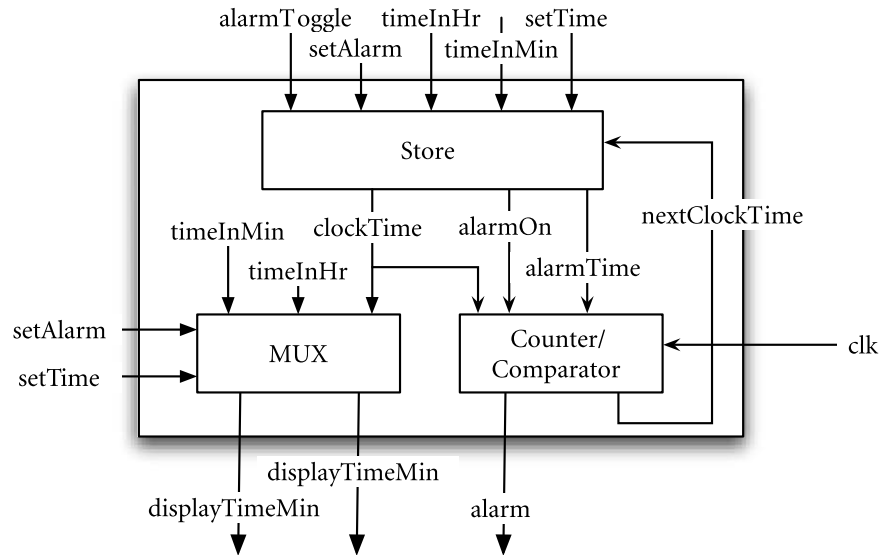 alarmToggle
timeInHr
setTime
setAlarm
timeInMin
Store
nextClockTime
timeInMin
clockTime
alarmOn
timeInHr
alarmTime
setAlarm
MUX
Counter/
Comparator
clk
setTime
displayTimeMin
displayTimeMin
alarm